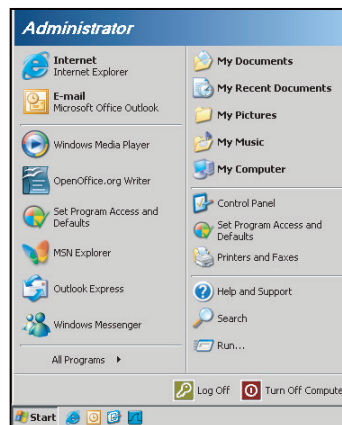 Administrator
Internet
Internet Explorer
E-mail
Microsoft Office Outlook
Windows Media Player
OpenOffice.org Writer
Set Program Access and
Defaults
MSN Explorer
Outlook Express
Windows Messenger
All Programs
My Documents
My Recent Documents
My Pictures
My Music
My Computer
Control Panel
Set Program Access and
Defaults
Printers and Faxes
Help and Support
Search
Run...
Log Off
Turn Off Compute
Start